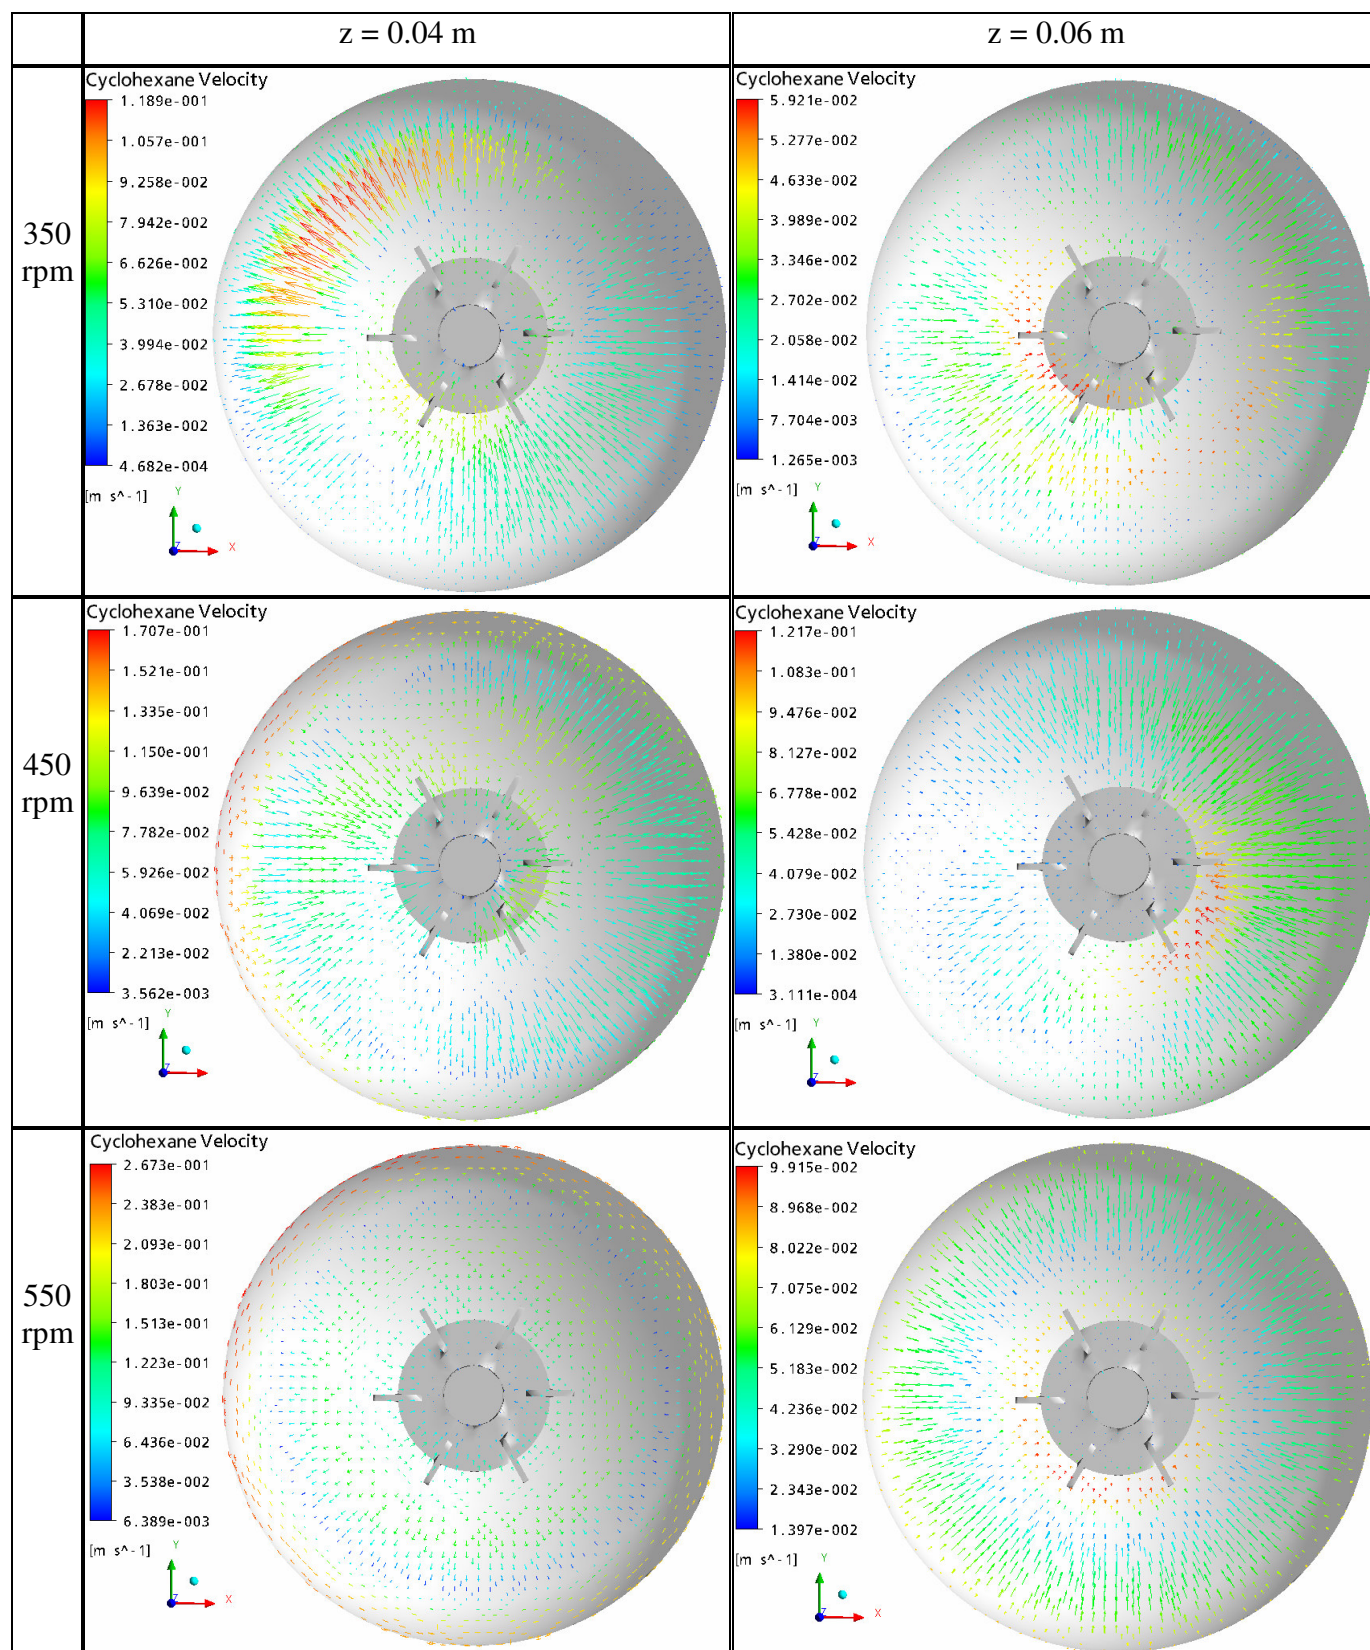 z = 0.04 m
z = 0.06 m
350
rpm
Cyclohexane Velocity
1.189e-001
1.057e-001
9.258e-002
7.942e-002
6.626e-002
5.310e-002
3.994e-002
2.678e-002
1.363e-002
4.682e-004
[m s^-1]
Y
Z
X
Cyclohexane Velocity
5.921e-002
5.277e-002
4.633e-002
3.989e-002
3.346e-002
2.702e-002
2.058e-002
1.414e-002
7.704e-003
1.265e-003
[m s^-1]
Y
Z
X
450
rpm
Cyclohexane Velocity
1.707e-001
1.521e-001
1.335e-001
1.150e-001
9.639e-002
7.782e-002
5.926e-002
4.069e-002
2.213e-002
3.562e-003
[m s^-1]
Y
Z
Cyclohexane Velocity
1.217e-001
1.083e-001
9.476e-002
8.127e-002
6.778e-002
5.428e-002
4.079e-002
2.730e-002
1.380e-002
3.111e-004
[m s^-1]
Y
Z
X
550
rpm
Cyclohexane Velocity
2.673e-001
2.383e-001
2.093e-001
1.803e-001
1.513e-001
1.223e-001
9.335e-002
6.436e-002
3.538e-002
6.389e-003
[m s^-1]
Y
Z
X
Cyclohexane Velocity
9.915e-002
8.968e-002
8.022e-002
7.075e-002
6.129e-002
5.183e-002
4.236e-002
3.290e-002
2.343e-002
1.397e-002
[m s^-1]
Y
Z
X